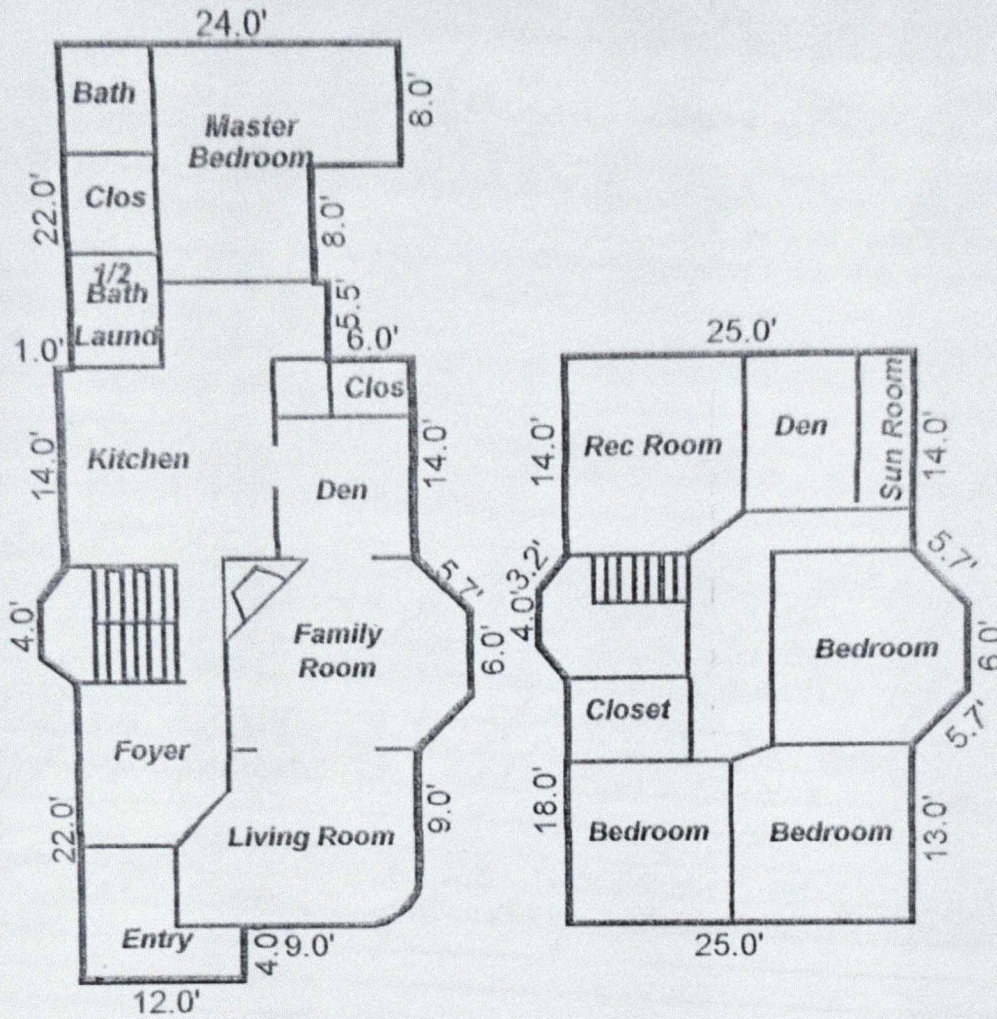 24.0'
Bath
Master
Bedroom
8.0'
22.0'
Clos
8.0'
1/2
Bath
Laund
5.5'
1.0'
6.0'
Clos
14.0'
Kitchen
Den
14.0'
5.7'
4.0'
Family
Room
6.0'
Foyer
22.0'
Living Room
9.0'
Entry
4.0
9.0'
12.0'
25.0'
14.0'
Rec Room
Den
Sun Room
14.0'
3.2'
5.7'
4.0'
Bedroom
6.0'
Closet
5.7'
18.0'
Bedroom
Bedroom
13.0'
25.0'